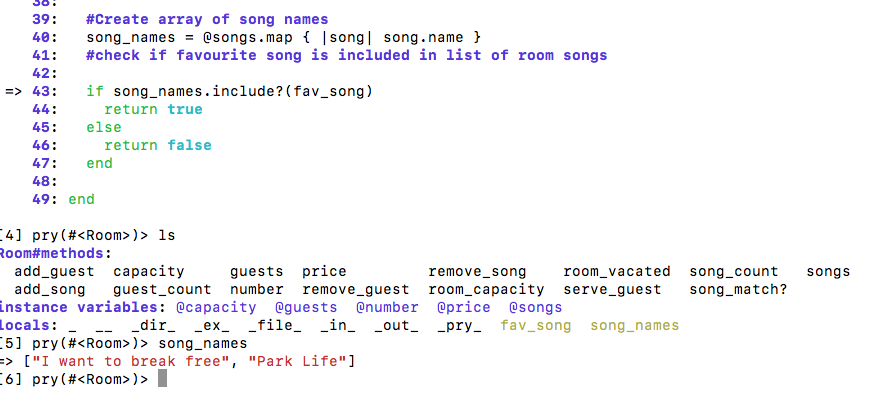 38:
39:   #Create array of song names
40:   song_names = @songs.map { |song| song.name }
41:   #check if favourite song is included in list of room songs
42:
=> 43:   if song_names.include?(fav_song)
44:     return true
45:   else
46:     return false
47:   end
48:
49: end
[4] pry(#<Room>)> ls
Room#methods:
add_guest  capacity     guests  price         remove_song    room_vacated  song_count   songs
add_song   guest_count  number  remove_guest  room_capacity  serve_guest   song_match?
instance variables: @capacity  @guests  @number  @price  @songs
locals: _  __  _dir_  _ex_  _file_  _in_  _out_  _pry_  fav_song  song_names
[5] pry(#<Room>)> song_names
=> ["I want to break free", "Park Life"]
[6] pry(#<Room>)>